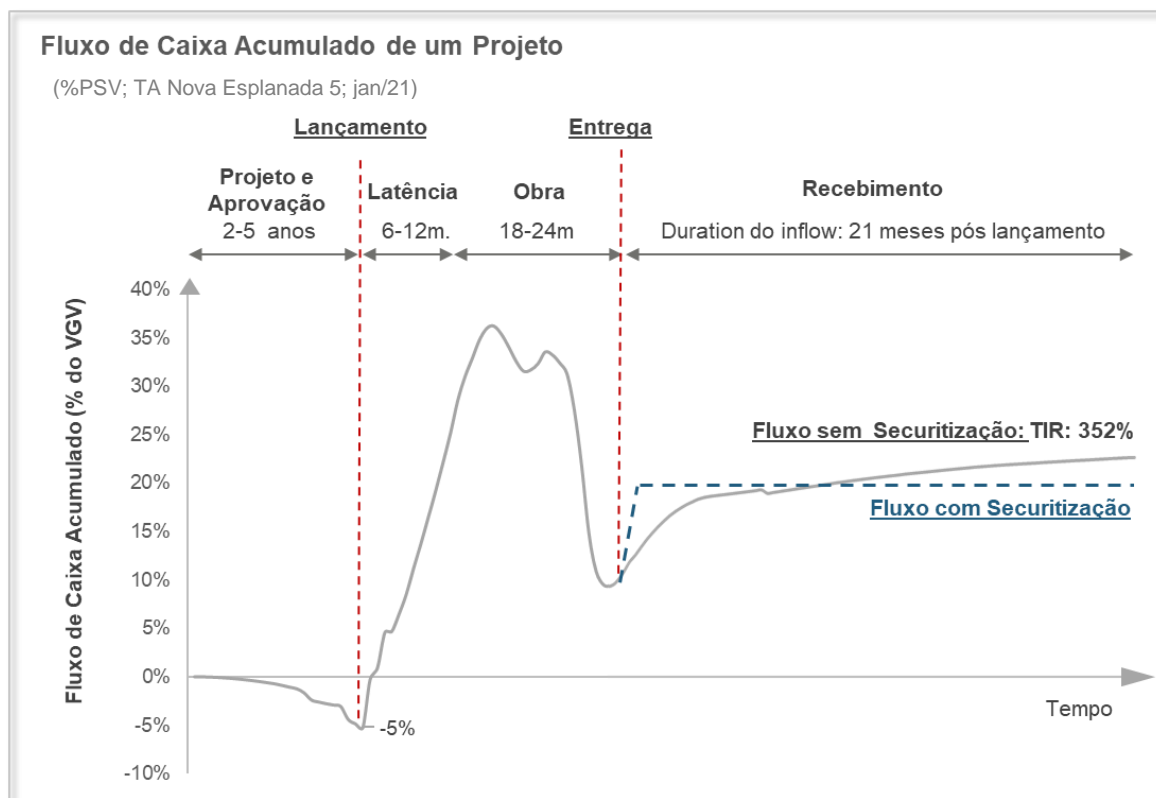 Fluxo de Caixa Acumulado de um Projeto
(%PSV; TA Nova Esplanada 5; jan/21)
Lançamento
Entrega
Projeto e
Aprovação
2-5 anos
Latência
6-12m.
Obra
18-24m
Recebimento
Duration do inflow: 21 meses pós lançamento
Fluxo de Caixa Acumulado (% do VGV)
40%
35%
30%
25%
20%
15%
10%
5%
0%
-5%
-10%
-5%
Fluxo sem Securitização: TIR: 352%
Fluxo com Securitização
Tempo